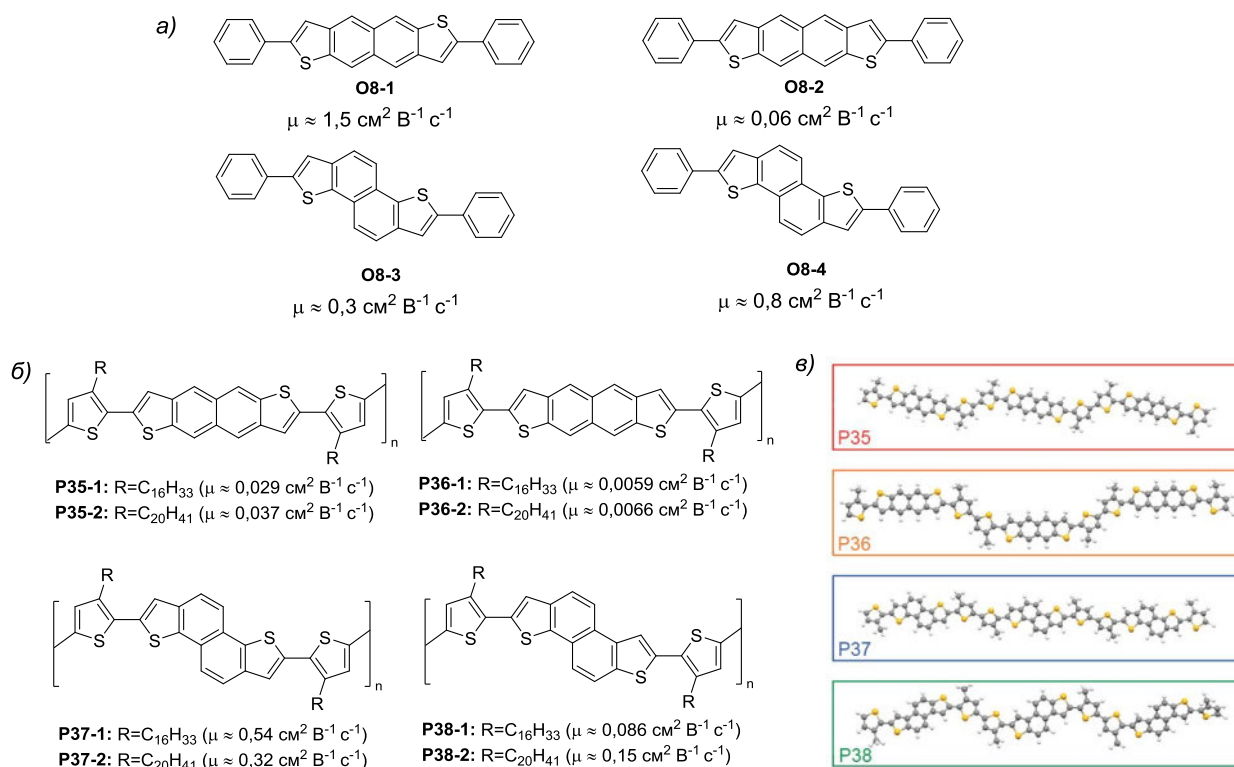 а)
S
S
O8-1
μ ≈ 1,5 см² В⁻¹ с⁻¹
S
S
O8-2
μ ≈ 0,06 см² В⁻¹ с⁻¹
S
S
O8-3
μ ≈ 0,3 см² В⁻¹ с⁻¹
S
S
O8-4
μ ≈ 0,8 см² В⁻¹ с⁻¹
б)
R
S
S
S
S
R
n
P35-1: R=C₁₆H₃₃ (μ ≈ 0,029 см² В⁻¹ с⁻¹)
P35-2: R=C₂₀H₄₁ (μ ≈ 0,037 см² В⁻¹ с⁻¹)
R
S
S
S
S
R
n
P36-1: R=C₁₆H₃₃ (μ ≈ 0,0059 см² В⁻¹ с⁻¹)
P36-2: R=C₂₀H₄₁ (μ ≈ 0,0066 см² В⁻¹ с⁻¹)
R
S
S
S
S
R
n
P37-1: R=C₁₆H₃₃ (μ ≈ 0,54 см² В⁻¹ с⁻¹)
P37-2: R=C₂₀H₄₁ (μ ≈ 0,32 см² В⁻¹ с⁻¹)
R
S
S
S
S
R
n
P38-1: R=C₁₆H₃₃ (μ ≈ 0,086 см² В⁻¹ с⁻¹)
P38-2: R=C₂₀H₄₁ (μ ≈ 0,15 см² В⁻¹ с⁻¹)
в)
P35
P36
P37
P38